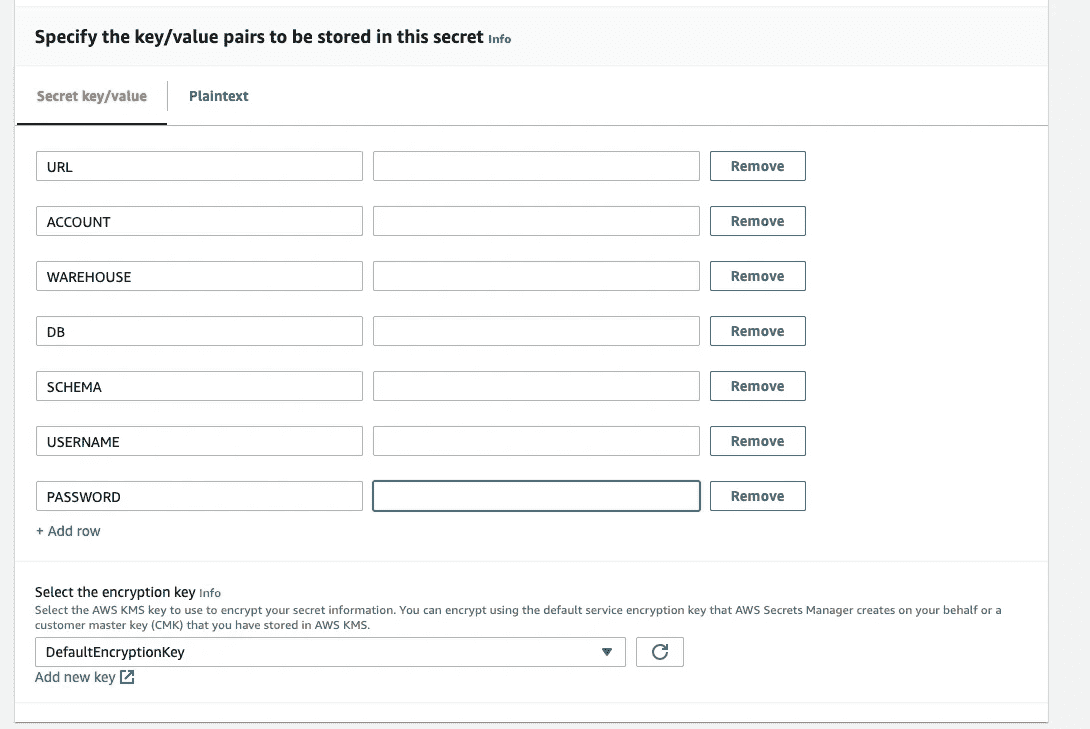 Specify the key/value pairs to be stored in this secret Info
Secret key/value Plaintext
URL Remove
ACCOUNT Remove
WAREHOUSE Remove
DB Remove
SCHEMA Remove
USERNAME Remove
PASSWORD Remove
+ Add row
Select the encryption key Info
Select the AWS KMS key to use to encrypt your secret information. You can encrypt using the default service encryption key that AWS Secrets Manager creates on your behalf or a
customer master key (CMK) that you have stored in AWS KMS.
DefaultEncryptionKey
Add new key